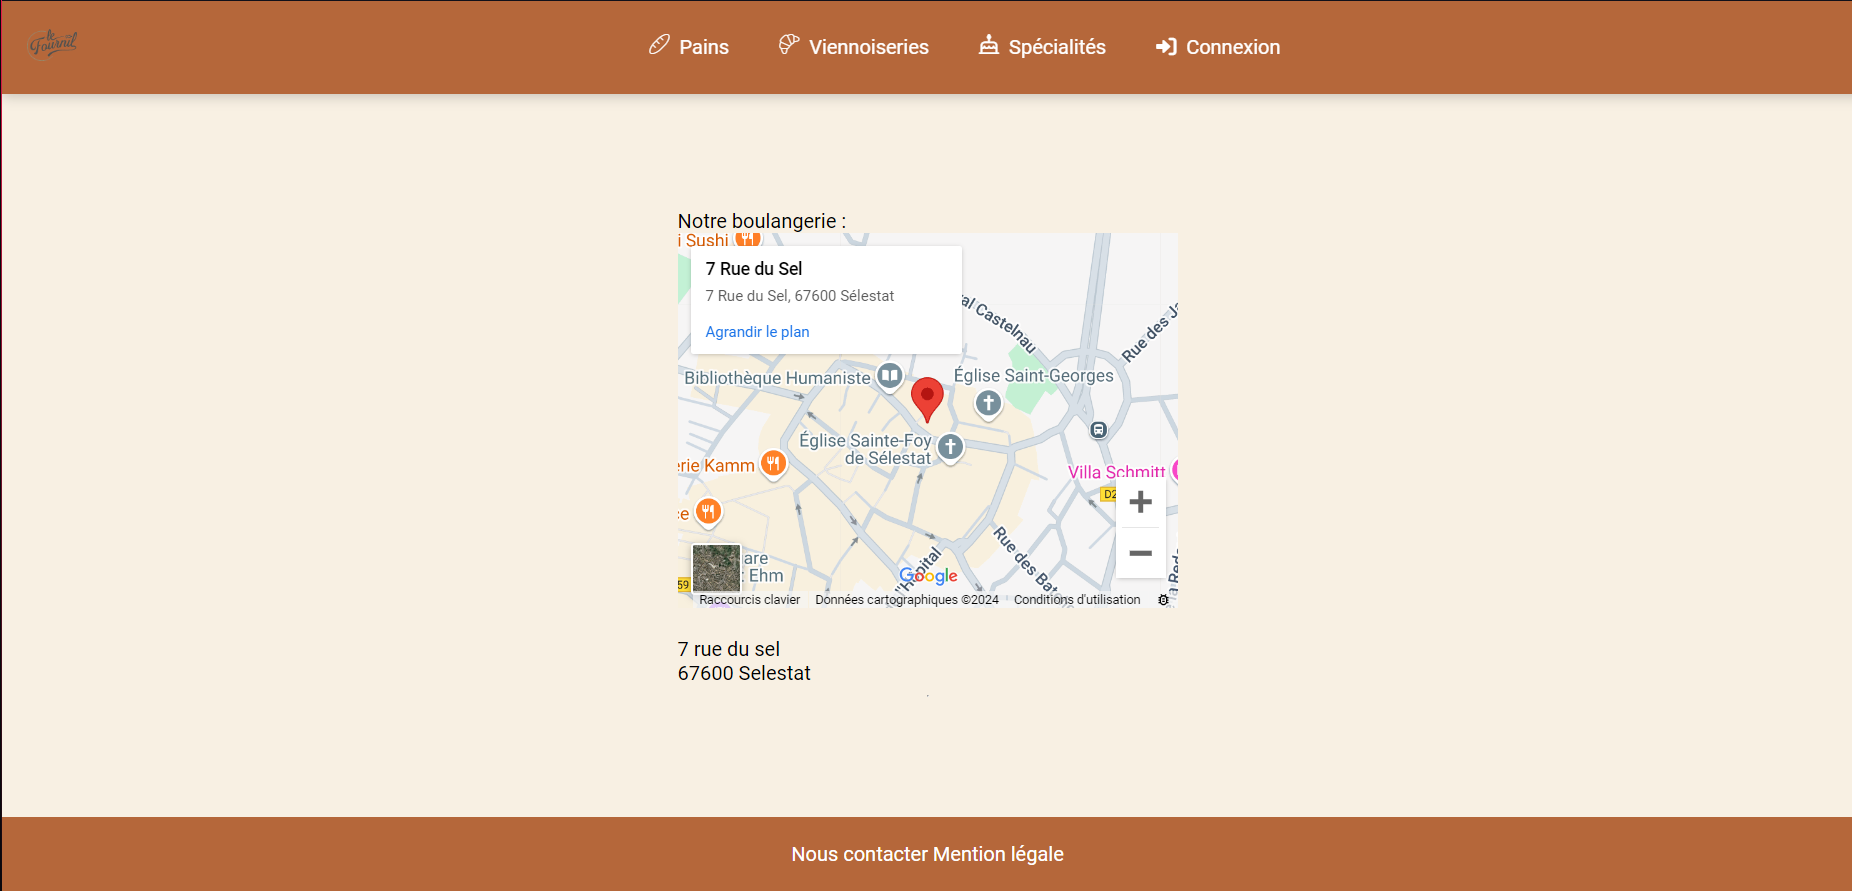 le
Fournil
Pains
Viennoiseries
Spécialités
Connexion
Notre boulangerie :
i Sushi
7 Rue du Sel
7 Rue du Sel, 67600 Sélestat
Agrandir le plan
al Castelnau
Rue des Ja
Bibliothèque Humaniste
Église Saint-Georges
Église Sainte-Foy
de Sélestat
erie Kamm
Villa Schmitt
D2
ce
Rue des Bat
l'Hôpital
are
t Ehm
59
Google
Raccourcis clavier
Données cartographiques ©2024
Conditions d'utilisation
7 rue du sel
67600 Selestat
Nous contacter Mention légale